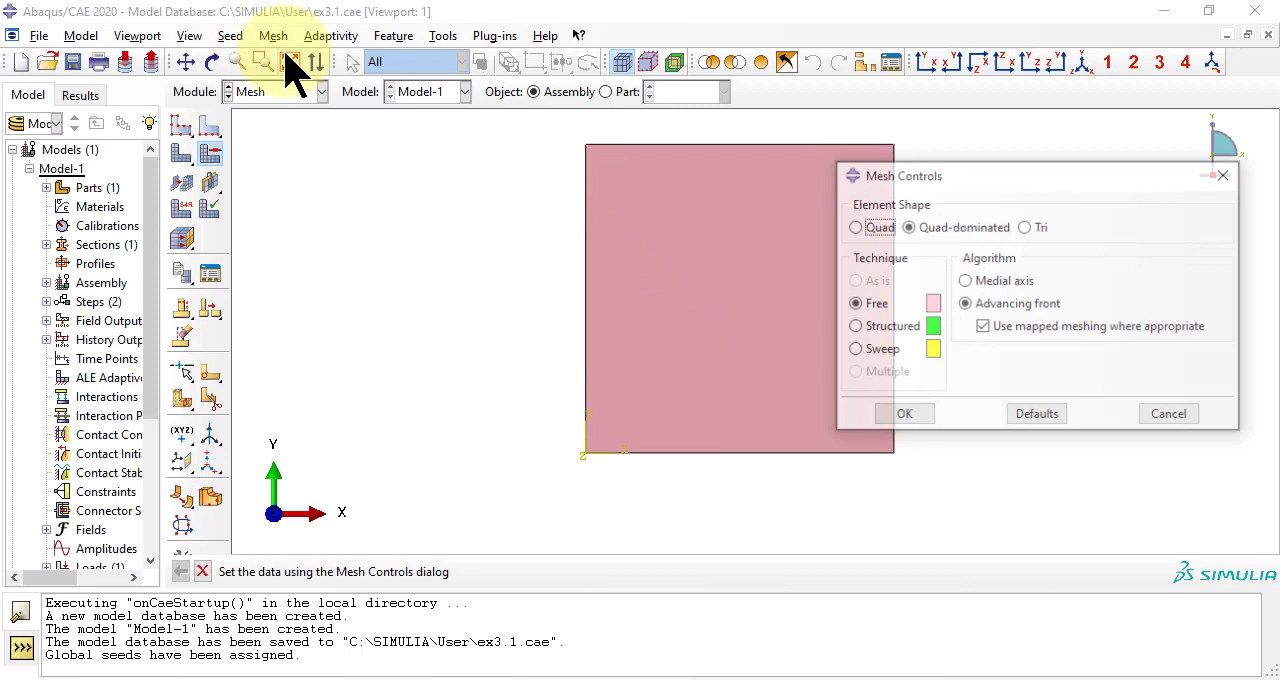 Abaqus/CAE 2020 - Model Database: C:\SIMULIA\User\ex3.1.cae [Viewport: 1]
File Model Viewport View Seed Mesh Adaptivity Feature Tools Plug-ins Help
All
1 2 3 4
Model Results
Module: Mesh Model: Model-1 Object: Assembly Part:
Mod
Models (1)
Model-1
Parts (1)
Materials
Calibrations
Sections (1)
Profiles
Assembly
Steps (2)
Field Output
History Outp
Time Points
ALE Adaptiv
Interactions
Interaction P
Contact Con
Contact Initi
Contact Stab
Constraints
Connector S
Fields
Amplitudes
Loads (1)
(XYZ)
Y
X
Z
Y
X
Z
Y
X
Mesh Controls
Element Shape
Quad Quad-dominated Tri
Technique
As is
Free
Structured
Sweep
Multiple
Algorithm
Medial axis
Advancing front
Use mapped meshing where appropriate
OK Defaults Cancel
Set the data using the Mesh Controls dialog
SIMULIA
Executing "onCaeStartup()" in the local directory ...
A new model database has been created.
The model "Model-1" has been created.
The model database has been saved to "C:\SIMULIA\User\ex3.1.cae".
Global seeds have been assigned.
>>>